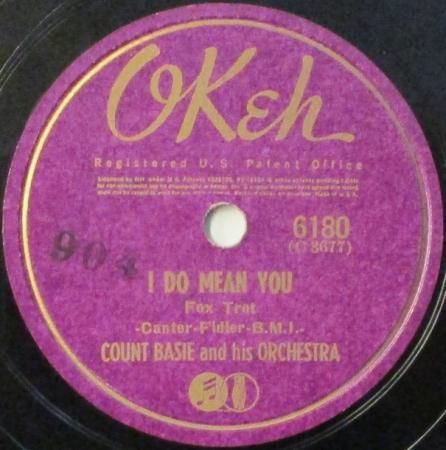 OKeh
Registered U.S. Patent Office
6180
(C 3677)
904
I DO MEAN YOU
Fox Trot
-Canter-Fidler-B.M.I.-
COUNT BASIE and his ORCHESTRA